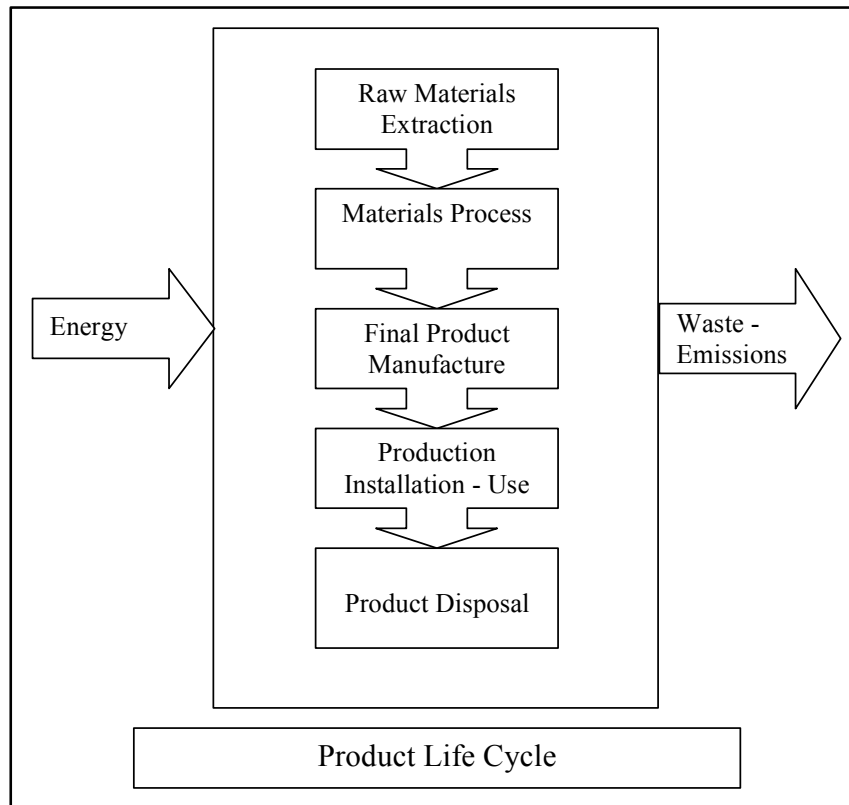 Raw Materials
Extraction
Materials Process
Energy
Final Product
Manufacture
Waste -
Emissions
Production
Installation - Use
Product Disposal
Product Life Cycle